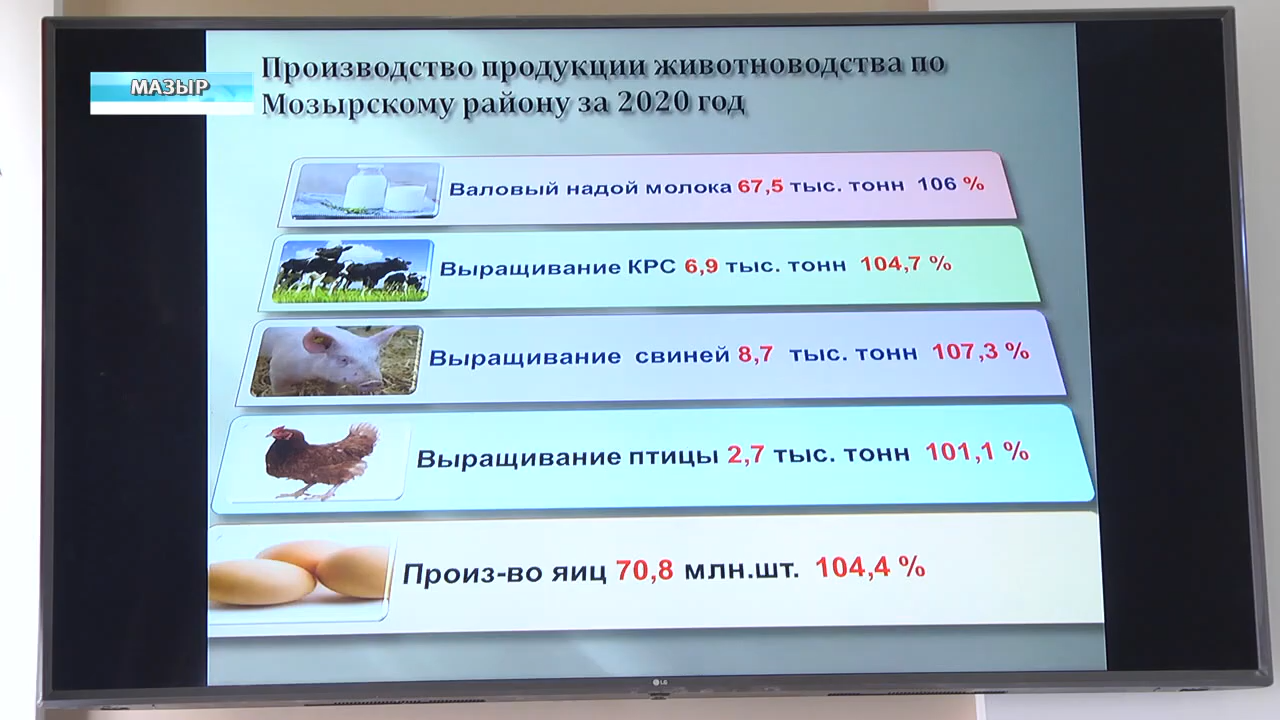 МАЗЫР
Производство продукции животноводства по
Мозырскому району за 2020 год
Валовый надой молока 67,5 тыс. тонн 106 %
Выращивание КРС 6,9 тыс. тонн 104,7 %
Выращивание свиней 8,7 тыс. тонн 107,3 %
Выращивание птицы 2,7 тыс. тонн 101,1 %
Произ-во яиц 70,8 млн.шт. 104,4 %
LG